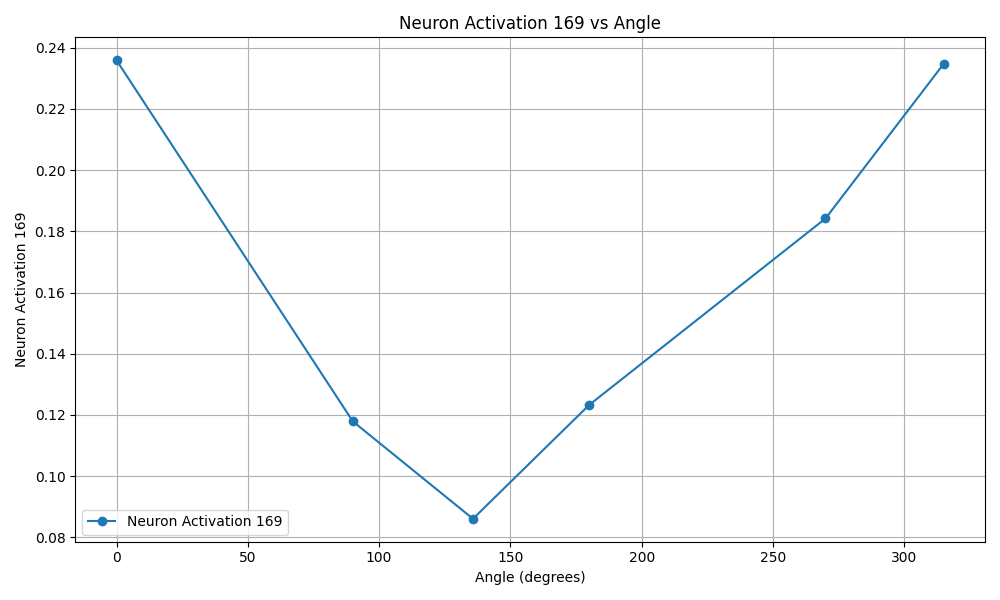 Neuron Activation 169 vs Angle
Neuron Activation 169
0.24
0.22
0.20
0.18
0.16
0.14
0.12
0.10
0.08
Neuron Activation 169
0 50 100 150 200 250 300
Angle (degrees)